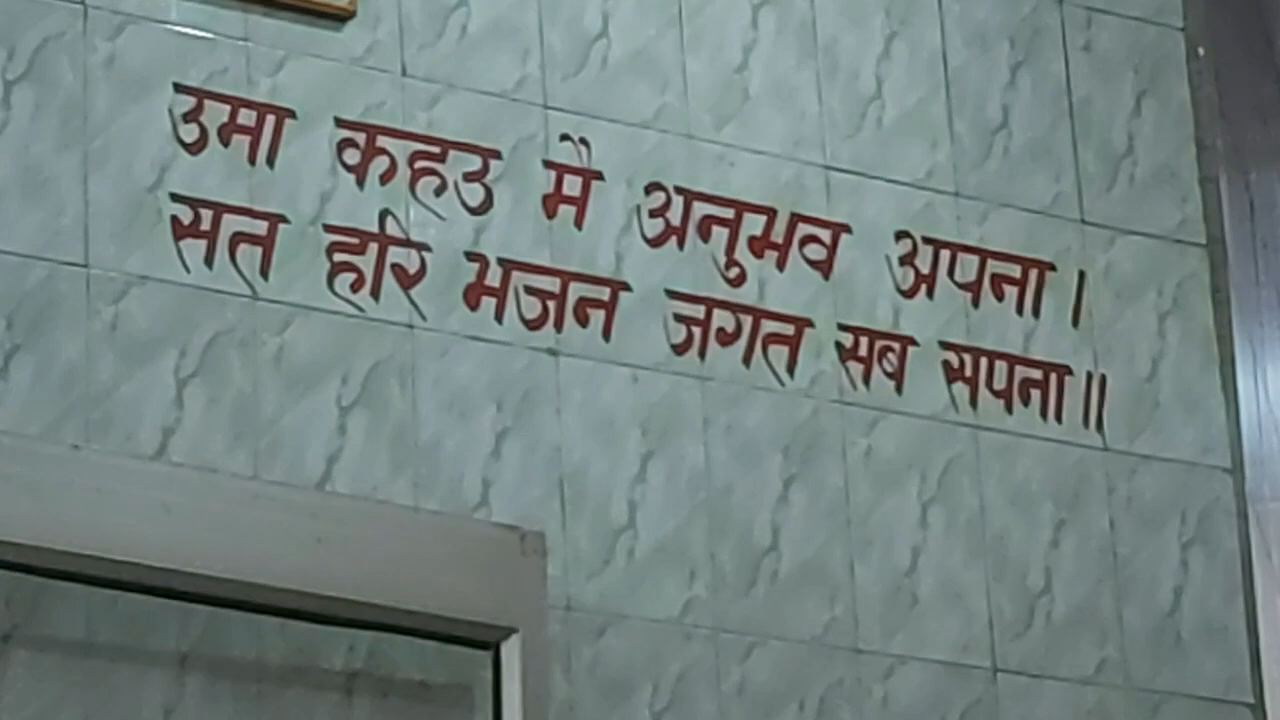 उमा कहउ मै अनुभव अपना।
सत हरि भजन जगत सब सपना॥